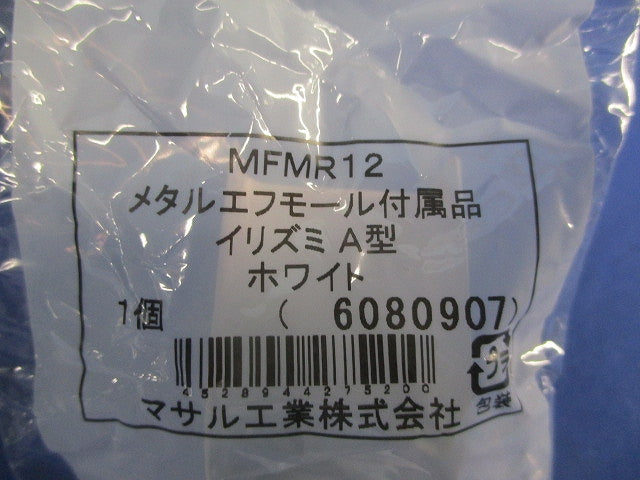 MFMR12
メタルエフモール付属品
イリズミ A型
ホワイト
1個 ( 6080907)
4528944275200
マサル工業株式会社
プラ
包装